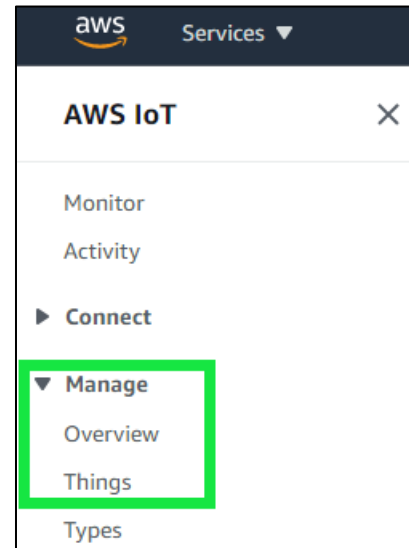 aws Services ▼
AWS IoT ×
Monitor
Activity
▶ Connect
▼ Manage
Overview
Things
Types